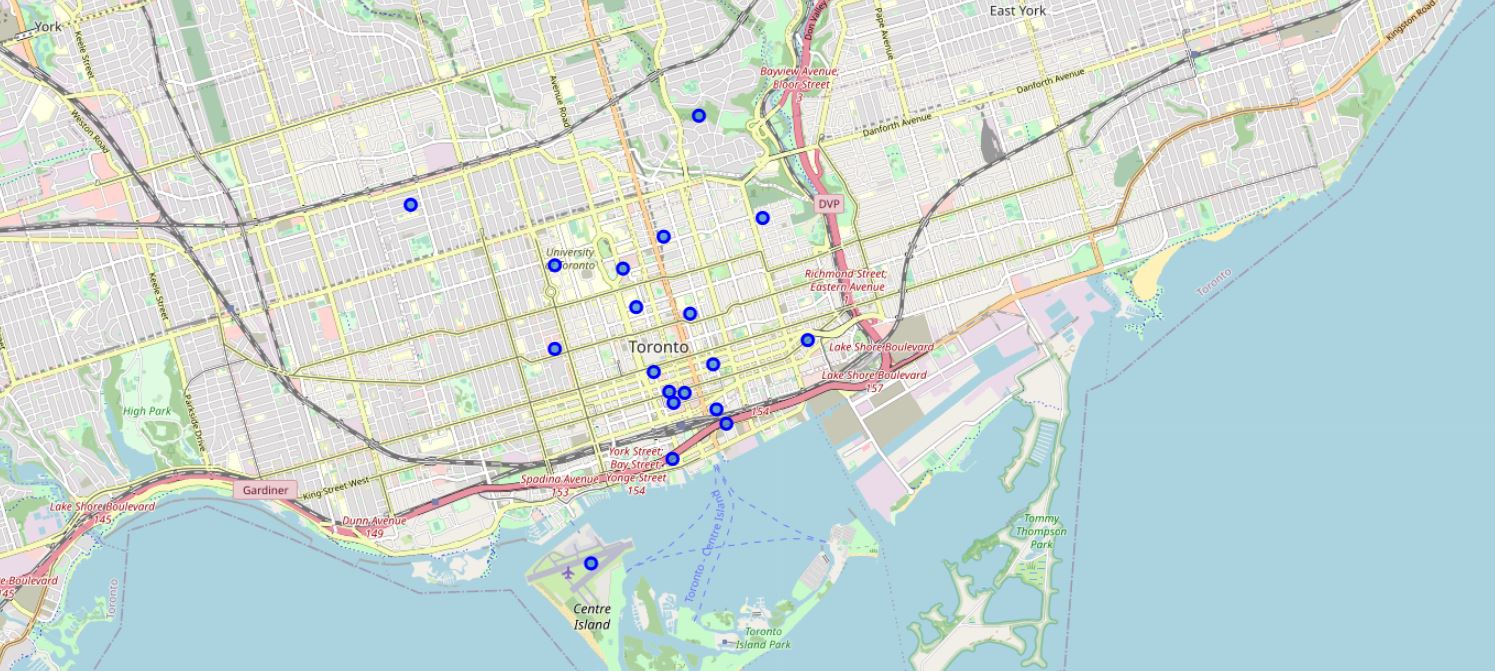 York
Keele Street
Weston Road
Avenue Road
Don Valley
Pape Avenue
East York
Kingston Road
Bayview Avenue;
Bloor Street
3
Danforth Avenue
Danforth Avenue
DVP
University
Toronto
Keele Street
Richmond Street;
Eastern Avenue
Toronto
Toronto
Lake Shore Boulevard
Lake Shore Boulevard
157
High Park
Parkside Drive
154
York Street;
Bay Street;
Yonge Street
154
Spadina Avenue
153
King Street West
Gardiner
Lake Shore Boulevard
145
Dunn Avenue
149
Toronto - Centre Island
Tommy
Thompson
Park
e Boulevard
145
Toronto
Centre
Island
Toronto
Island Park